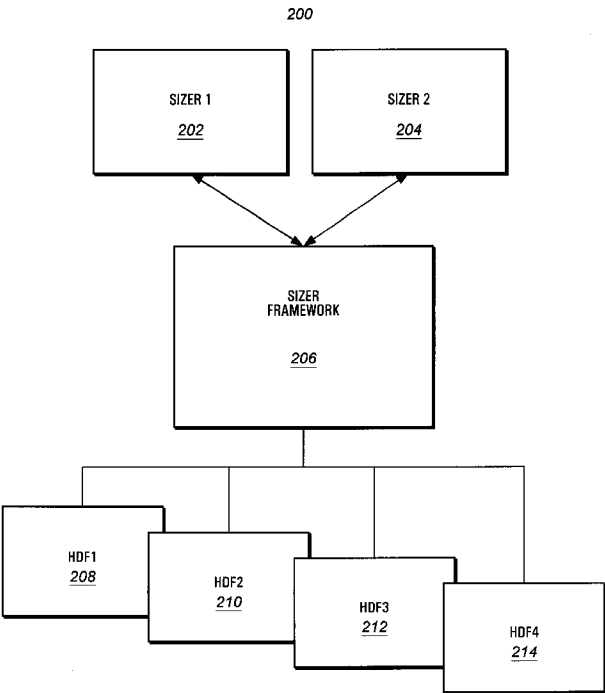 200
SIZER 1
202
SIZER 2
204
SIZER
FRAMEWORK
206
HDF1
208
HDF2
210
HDF3
212
HDF4
214